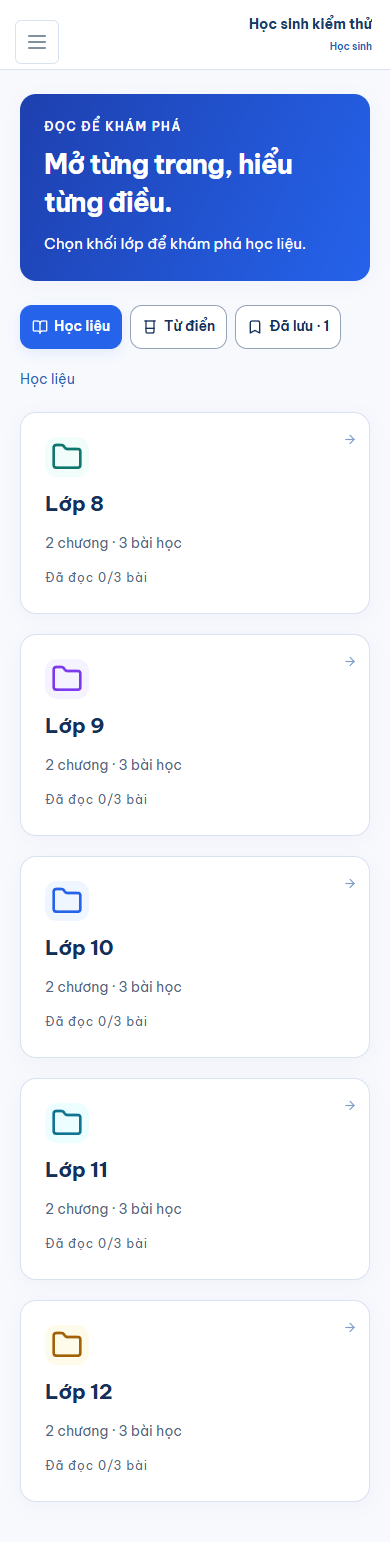 Học sinh kiểm thử
Học sinh
ĐỌC ĐỂ KHÁM PHÁ
Mở từng trang, hiểu
từng điều.
Chọn khối lớp để khám phá học liệu.
Học liệu
Từ điển
Đã lưu · 1
Học liệu
Lớp 8
2 chương · 3 bài học
Đã đọc 0/3 bài
Lớp 9
2 chương · 3 bài học
Đã đọc 0/3 bài
Lớp 10
2 chương · 3 bài học
Đã đọc 0/3 bài
Lớp 11
2 chương · 3 bài học
Đã đọc 0/3 bài
Lớp 12
2 chương · 3 bài học
Đã đọc 0/3 bài